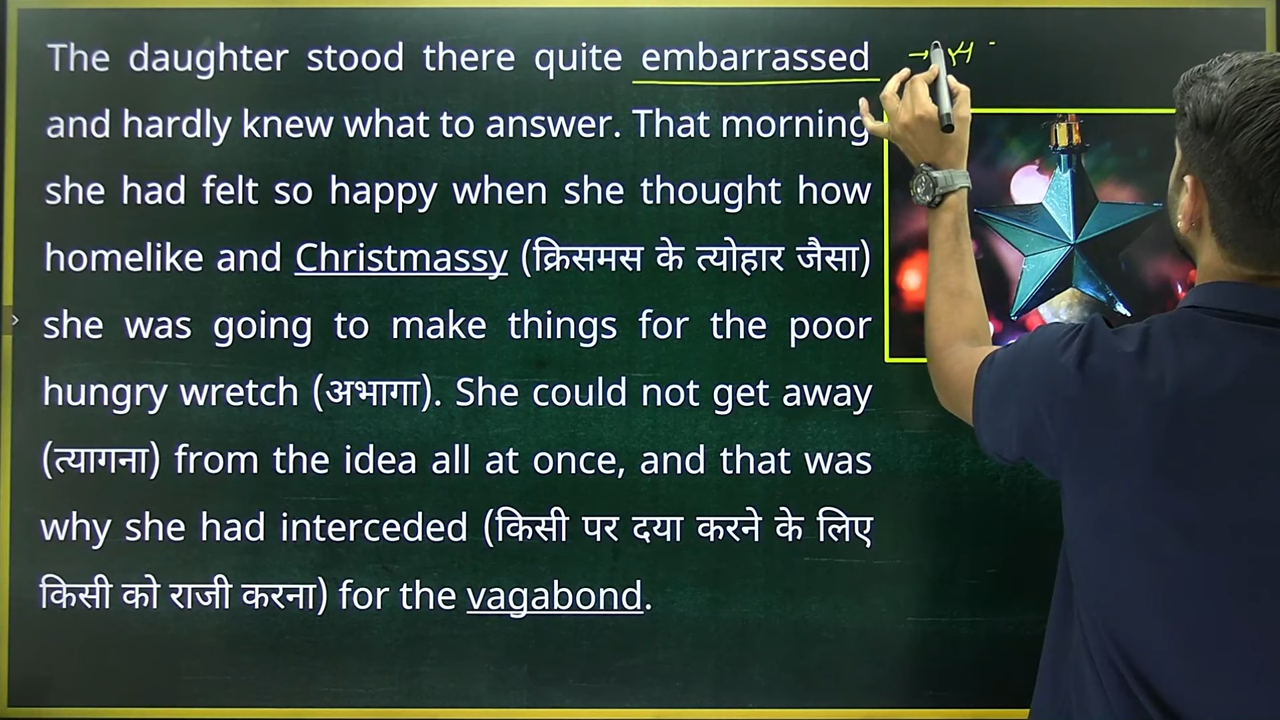 The daughter stood there quite embarrassed
and hardly knew what to answer. That morning
she had felt so happy when she thought how
homelike and Christmassy (क्रिसमस के त्योहार जैसा)
she was going to make things for the poor
hungry wretch (अभागा). She could not get away
(त्यागना) from the idea all at once, and that was
why she had interceded (किसी पर दया करने के लिए
किसी को राजी करना) for the vagabond.